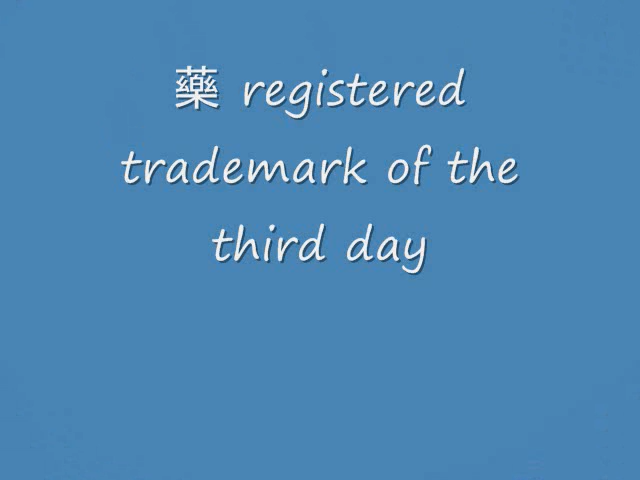 藥 registered
trademark of the
third day